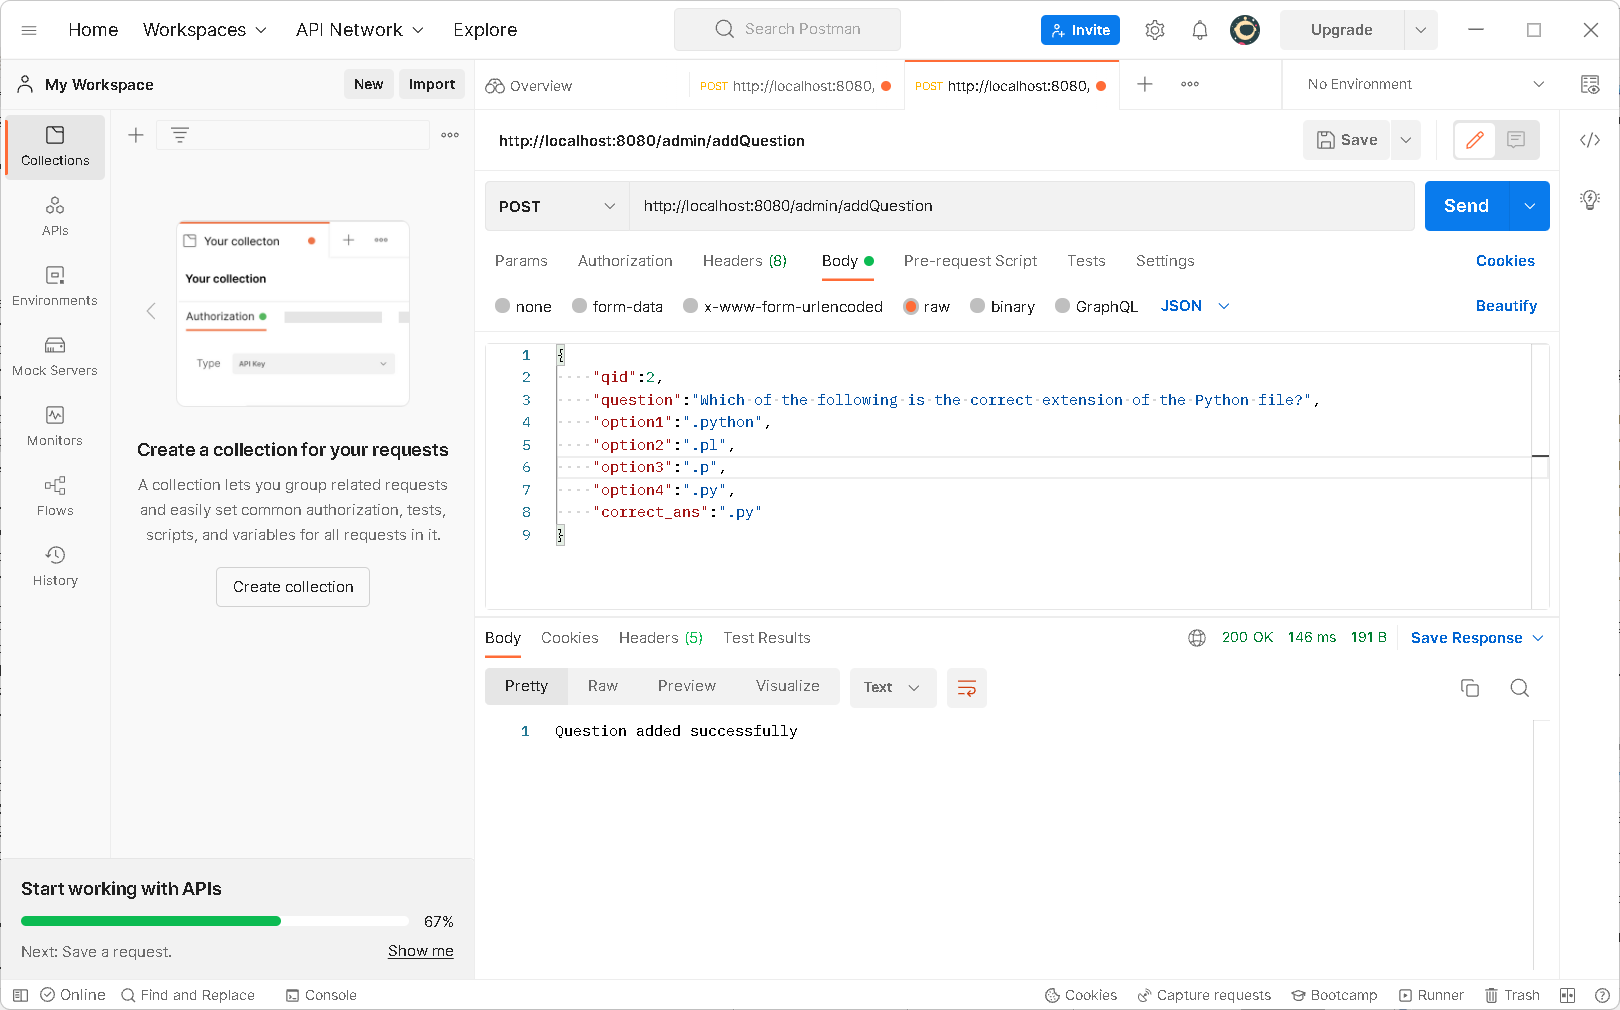 Home Workspaces API Network Explore Search Postman Invite Upgrade
My Workspace New Import Overview POST http://localhost:8080, POST http://localhost:8080, No Environment
Collections
APIs
Environments
Mock Servers
Monitors
Flows
History
Your collecton
Your collection
Authorization
Type API Key
Create a collection for your requests
A collection lets you group related requests
and easily set common authorization, tests,
scripts, and variables for all requests in it.
Create collection
Start working with APIs
67%
Next: Save a request. Show me
http://localhost:8080/admin/addQuestion Save
POST http://localhost:8080/admin/addQuestion Send
Params Authorization Headers (8) Body Pre-request Script Tests Settings Cookies
none form-data x-www-form-urlencoded raw binary GraphQL JSON Beautify
1 {
2 "qid":2,
3 "question":"Which of the following is the correct extension of the Python file?",
4 "option1":".python",
5 "option2":".pl",
6 "option3":".p",
7 "option4":".py",
8 "correct_ans":".py"
9 }
Body Cookies Headers (5) Test Results 200 OK 146 ms 191 B Save Response
Pretty Raw Preview Visualize Text
1 Question added successfully
Online Find and Replace Console Cookies Capture requests Bootcamp Runner Trash